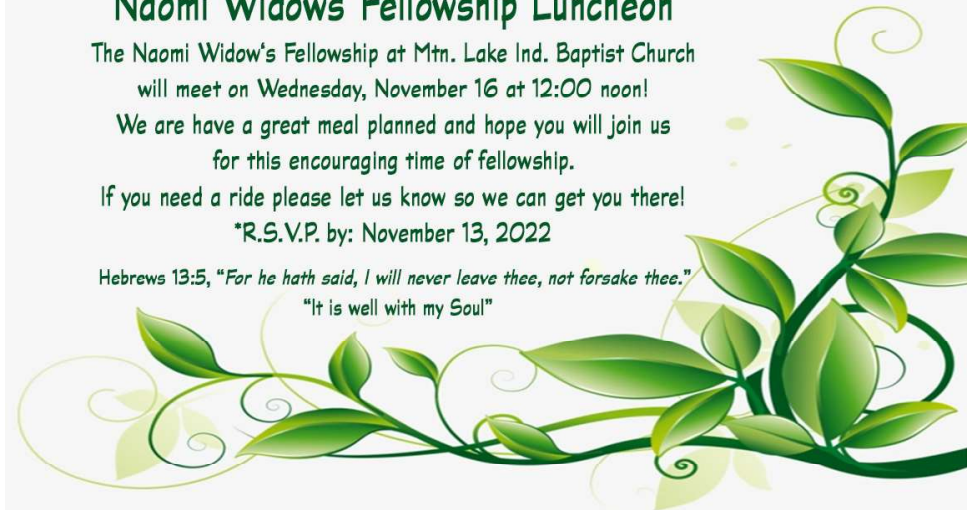 Naomi Widows Fellowship Luncheon
The Naomi Widow's Fellowship at Mtn. Lake Ind. Baptist Church
will meet on Wednesday, November 16 at 12:00 noon!
We are have a great meal planned and hope you will join us
for this encouraging time of fellowship.
If you need a ride please let us know so we can get you there!
*R.S.V.P. by: November 13, 2022
Hebrews 13:5, "For he hath said, I will never leave thee, not forsake thee."
"It is well with my Soul"